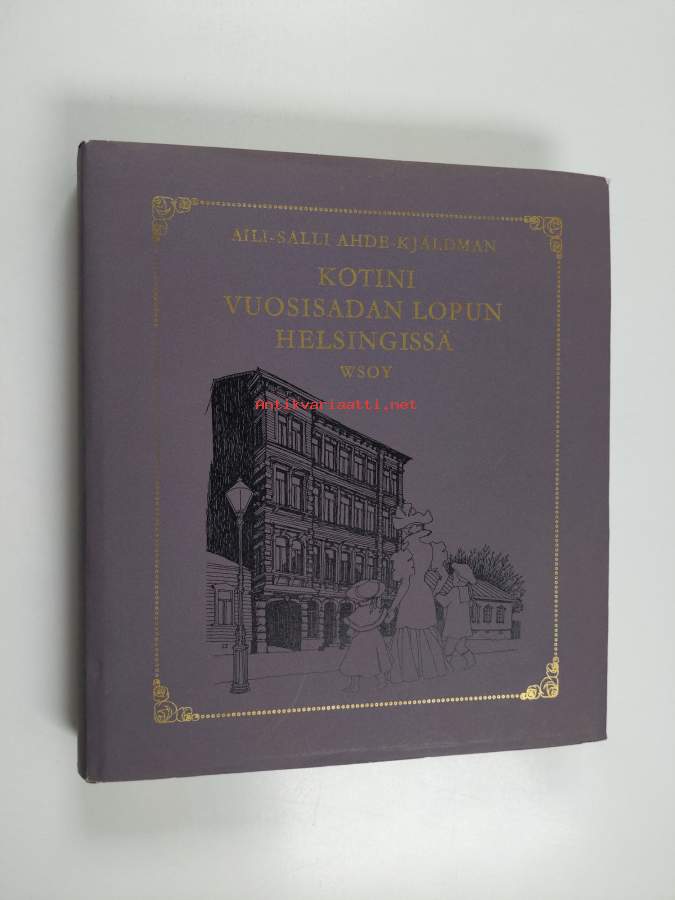 AILI-SALLI AHDE-KJÄLDMAN
KOTINI
VUOSISADAN LOPUN
HELSINGISSÄ
WSOY
Antikvariaatti.net